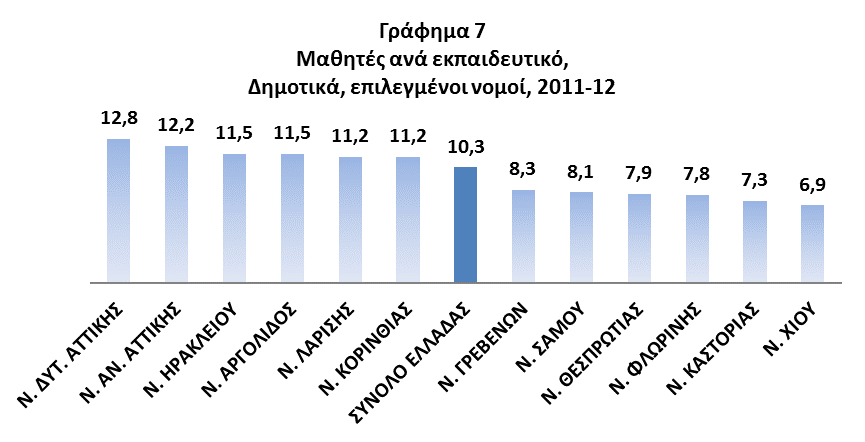 Γράφημα 7
Μαθητές ανά εκπαιδευτικό,
Δημοτικά, επιλεγμένοι νομοί, 2011-12
12,8
12,2
11,5
11,5
11,2
11,2
10,3
8,3
8,1
7,9
7,8
7,3
6,9
Ν. ΔΥΤ. ΑΤΤΙΚΗΣ
Ν. ΑΝ. ΑΤΤΙΚΗΣ
Ν. ΗΡΑΚΛΕΙΟΥ
Ν. ΑΡΓΟΛΙΔΟΣ
Ν. ΛΑΡΙΣΗΣ
Ν. ΚΟΡΙΝΘΙΑΣ
ΣΥΝΟΛΟ ΕΛΛΑΔΑΣ
Ν. ΓΡΕΒΕΝΩΝ
Ν. ΣΑΜΟΥ
Ν. ΘΕΣΠΡΩΤΙΑΣ
Ν. ΦΛΩΡΙΝΗΣ
Ν. ΚΑΣΤΟΡΙΑΣ
Ν. ΧΙΟΥ